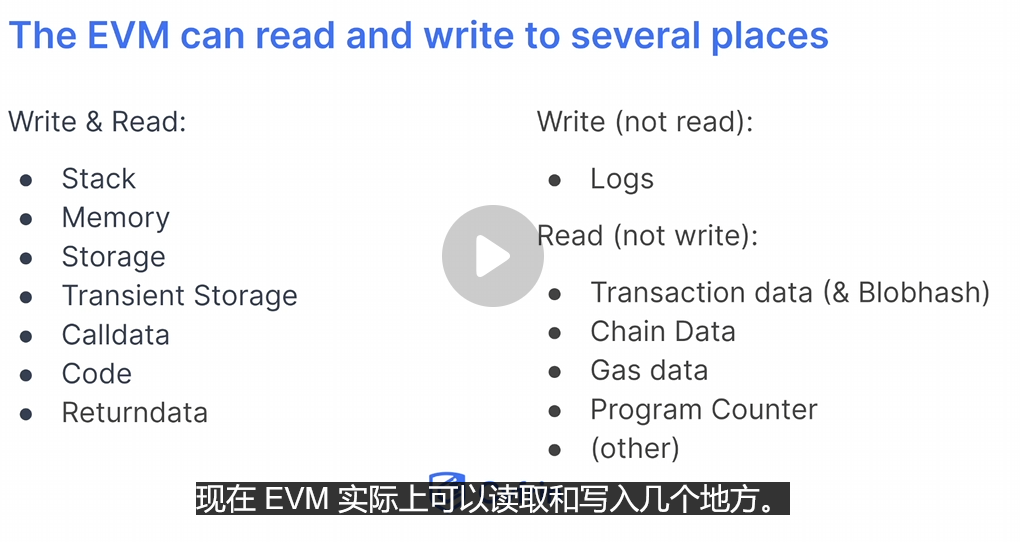 The EVM can read and write to several places
Write & Read:
● Stack
● Memory
● Storage
● Transient Storage
● Calldata
● Code
● Returndata
Write (not read):
● Logs
Read (not write):
● Transaction data (& Blobhash)
● Chain Data
● Gas data
● Program Counter
● (other)
现在 EVM 实际上可以读取和写入几个地方。